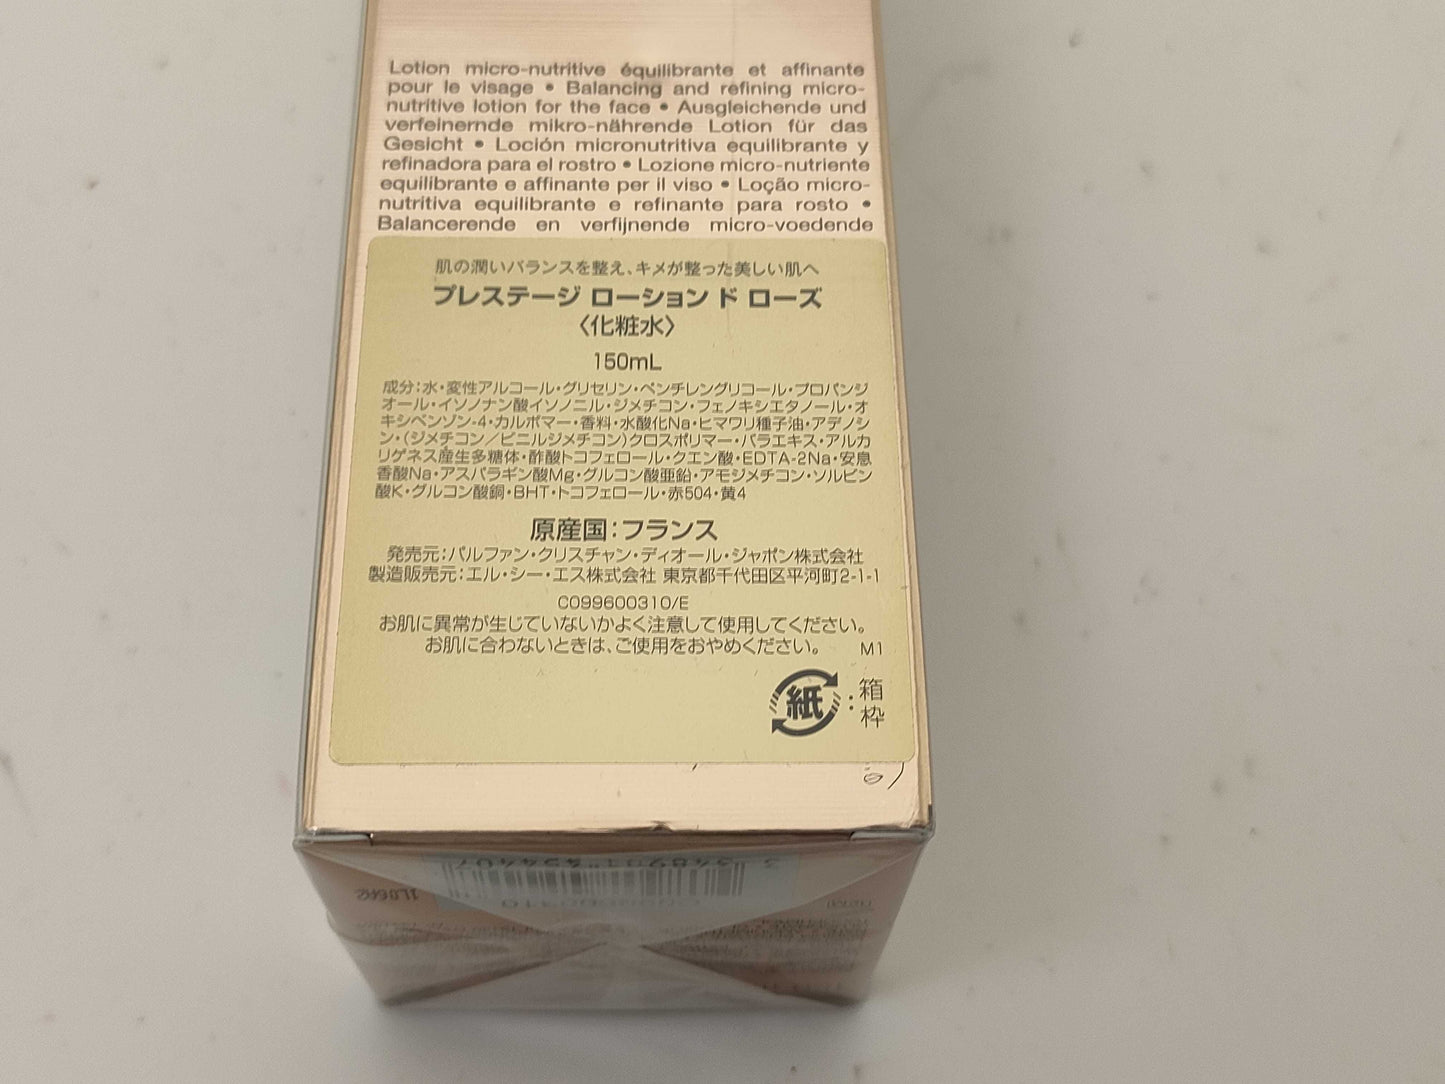 Lotion micro-nutritive équilibrante et affinante
pour le visage • Balancing and refining micro-
nutritive lotion for the face • Ausgleichende und
verfeinernde mikro-nährende Lotion für das
Gesicht • Loción micronutritiva equilibrante y
refinadora para el rostro • Lozione micro-nutriente
equilibrante e affinante per il viso • Loção micro-
nutritiva equilibrante e refinante para rosto •
Balancerende en verfijnende micro-voedende
肌の潤いバランスを整え、キメが整った美しい肌へ
プレステージ ローション ド ローズ
〈化粧水〉
150mL
成分:水・変性アルコール・グリセリン・ペンチレングリコール・プロパンジ
オール・イソノナン酸イソノニル・ジメチコン・フェノキシエタノール・オ
キシベンゾン-4・カルボマー・香料・水酸化Na・ヒマワリ種子油・アデノシ
ン・(ジメチコン/ビニルジメチコン)クロスポリマー・バラエキス・アルカ
リゲネス産生多糖体・酢酸トコフェロール・クエン酸・EDTA-2Na・安息
香酸Na・アスパラギン酸Mg・グルコン酸亜鉛・アモジメチコン・ソルビン
酸K・グルコン酸銅・BHT・トコフェロール・赤504・黄4
原産国:フランス
発売元:パルファン・クリスチャン・ディオール・ジャポン株式会社
製造販売元:エル・シー・エス株式会社 東京都千代田区平河町2-1-1
C099600310/E
お肌に異常が生じていないかよく注意して使用してください。
お肌に合わないときは、ご使用をおやめください。 M1
紙:箱
枠